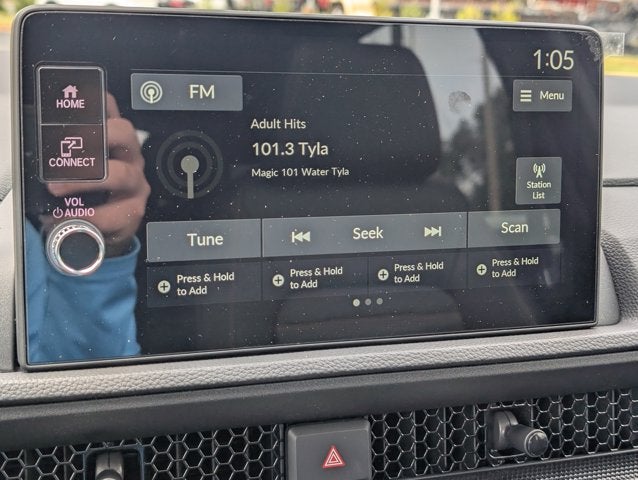 1:05
HOME
FM
Menu
Adult Hits
101.3 Tyla
CONNECT
Magic 101 Water Tyla
Station
List
VOL
AUDIO
Tune
Seek
Scan
Press & Hold
to Add
Press & Hold
to Add
Press & Hold
to Add
Press & Hold
to Add